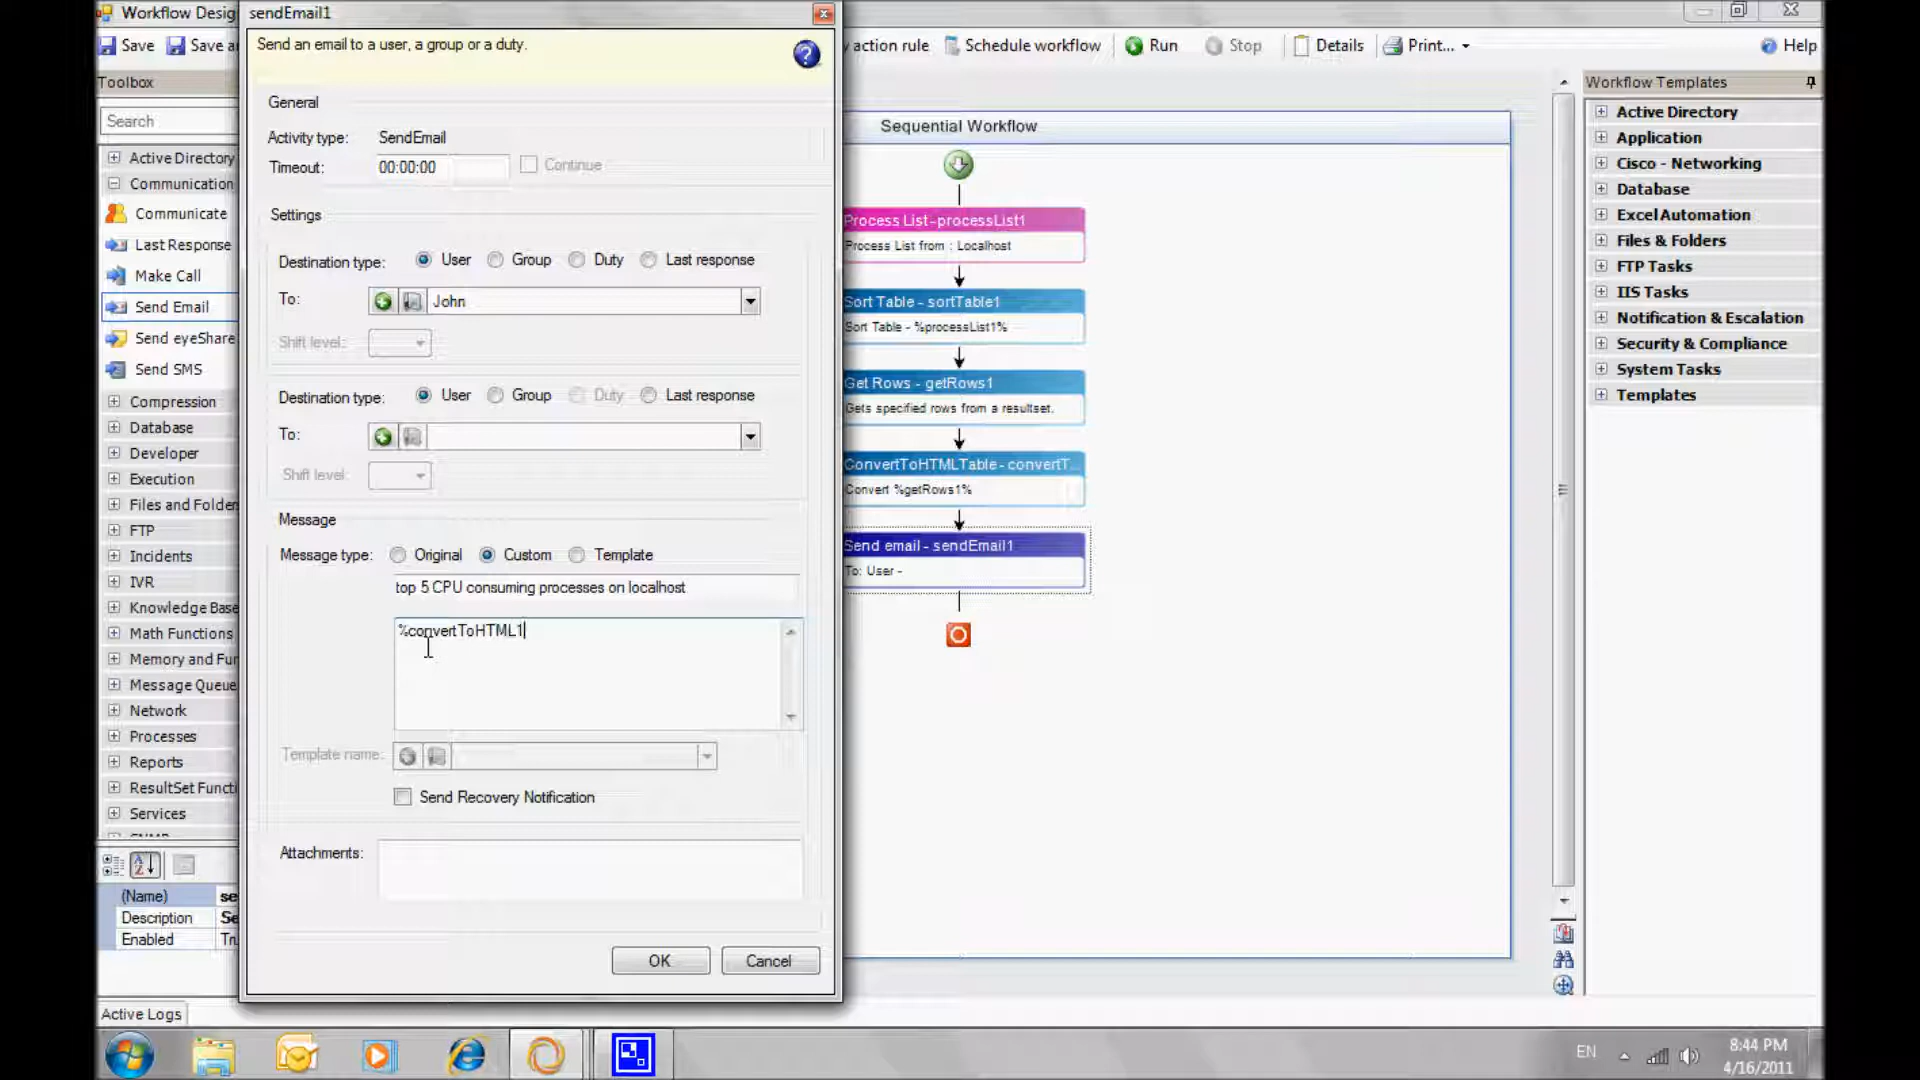 Workflow Desig
sendEmail1
Save
Save a
Send an email to a user, a group or a duty.
action rule
Schedule workflow
Run
Stop
Details
Print...
Help
Toolbox
Workflow Templates
Search
General
Activity type:
SendEmail
Timeout:
00:00:00
Continue
Settings
Destination type:
User
Group
Duty
Last response
To:
John
Shift level:
Destination type:
User
Group
Duty
Last response
To:
Shift level:
Message
Message type:
Original
Custom
Template
top 5 CPU consuming processes on localhost
%convertToHTML1
Template name:
Send Recovery Notification
Attachments:
OK
Cancel
Active Directory
Communication
Communicate
Last Response
Make Call
Send Email
Send eyeShare
Send SMS
Compression
Database
Developer
Execution
Files and Folder
FTP
Incidents
IVR
Knowledge Base
Math Functions
Memory and Fun
Message Queue
Network
Processes
Reports
ResultSet Functi
Services
(Name)
se
Description
Se
Enabled
Tr
Active Logs
Sequential Workflow
Process List-processList1
Process List from : Localhost
Sort Table - sortTable1
Sort Table - %processList1%
Get Rows - getRows1
Gets specified rows from a resultset.
ConvertToHTMLTable - convertT...
Convert %getRows1%
Send email - sendEmail1
To: User -
Active Directory
Application
Cisco - Networking
Database
Excel Automation
Files & Folders
FTP Tasks
IIS Tasks
Notification & Escalation
Security & Compliance
System Tasks
Templates
EN
8:44 PM
4/16/2011